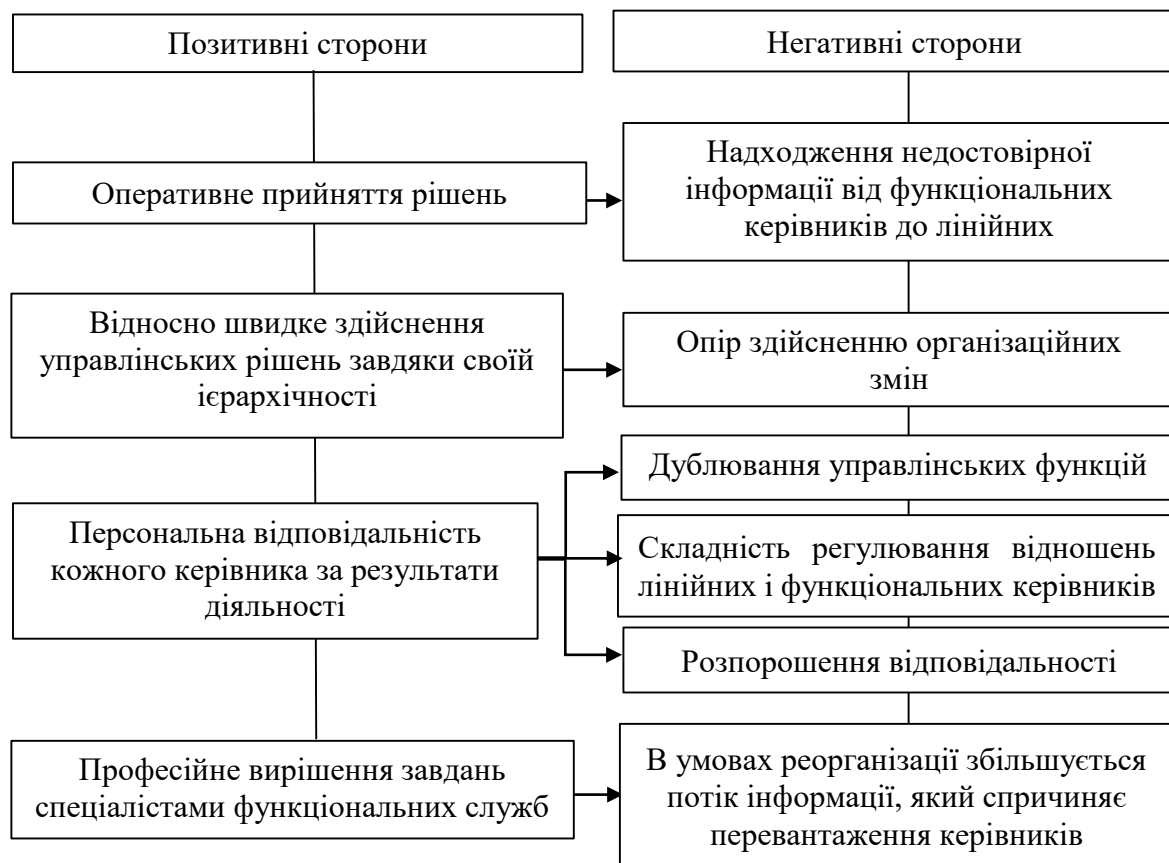 Позитивні сторони
Негативні сторони
Оперативне прийняття рішень
Надходження недостовірної
інформації від функціональних
керівників до лінійних
Відносно швидке здійснення
управлінських рішень завдяки своїй
ієрархічності
Опір здійсненню організаційних
змін
Персональна відповідальність
кожного керівника за результати
діяльності
Дублювання управлінських функцій
Складність регулювання відношень
лінійних і функціональних керівників
Розпорошення відповідальності
Професійне вирішення завдань
спеціалістами функціональних служб
В умовах реорганізації збільшується
потік інформації, який спричиняє
перевантаження керівників